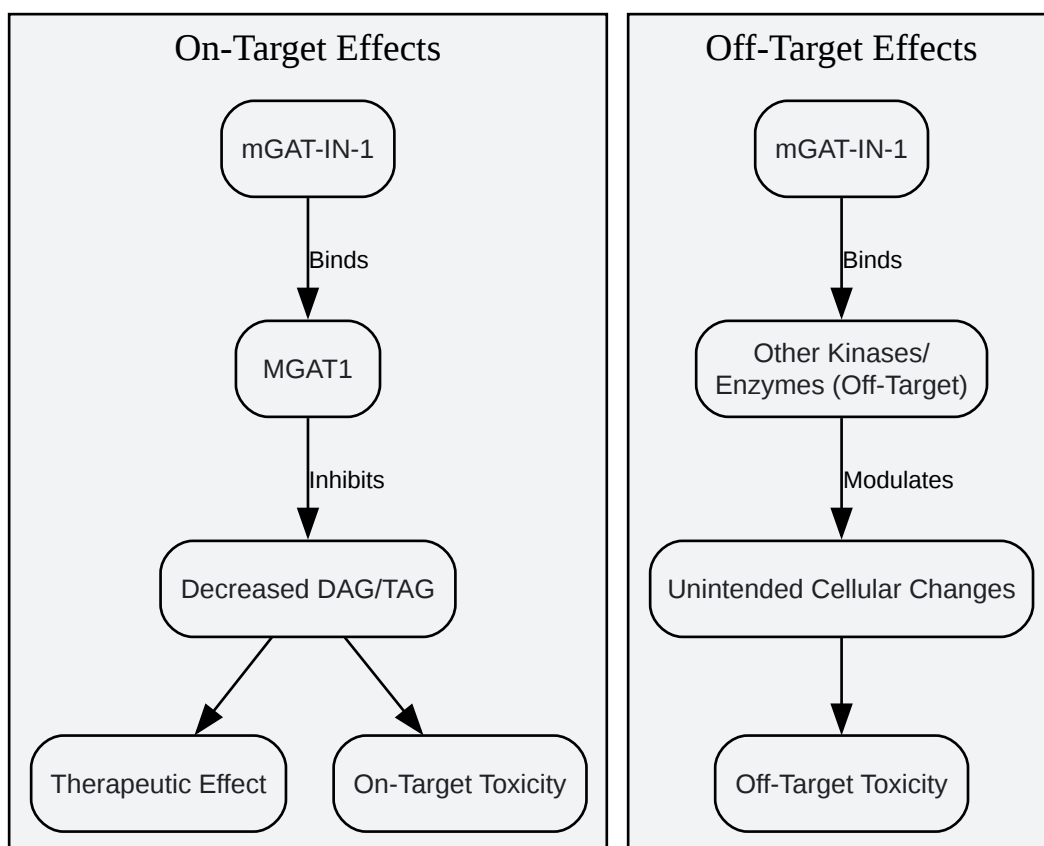 On-Target Effects
mGAT-IN-1
Binds
MGAT1
Inhibits
Decreased DAG/TAG
Therapeutic Effect
On-Target Toxicity
Off-Target Effects
mGAT-IN-1
Binds
Other Kinases/
Enzymes (Off-Target)
Modulates
Unintended Cellular Changes
Off-Target Toxicity